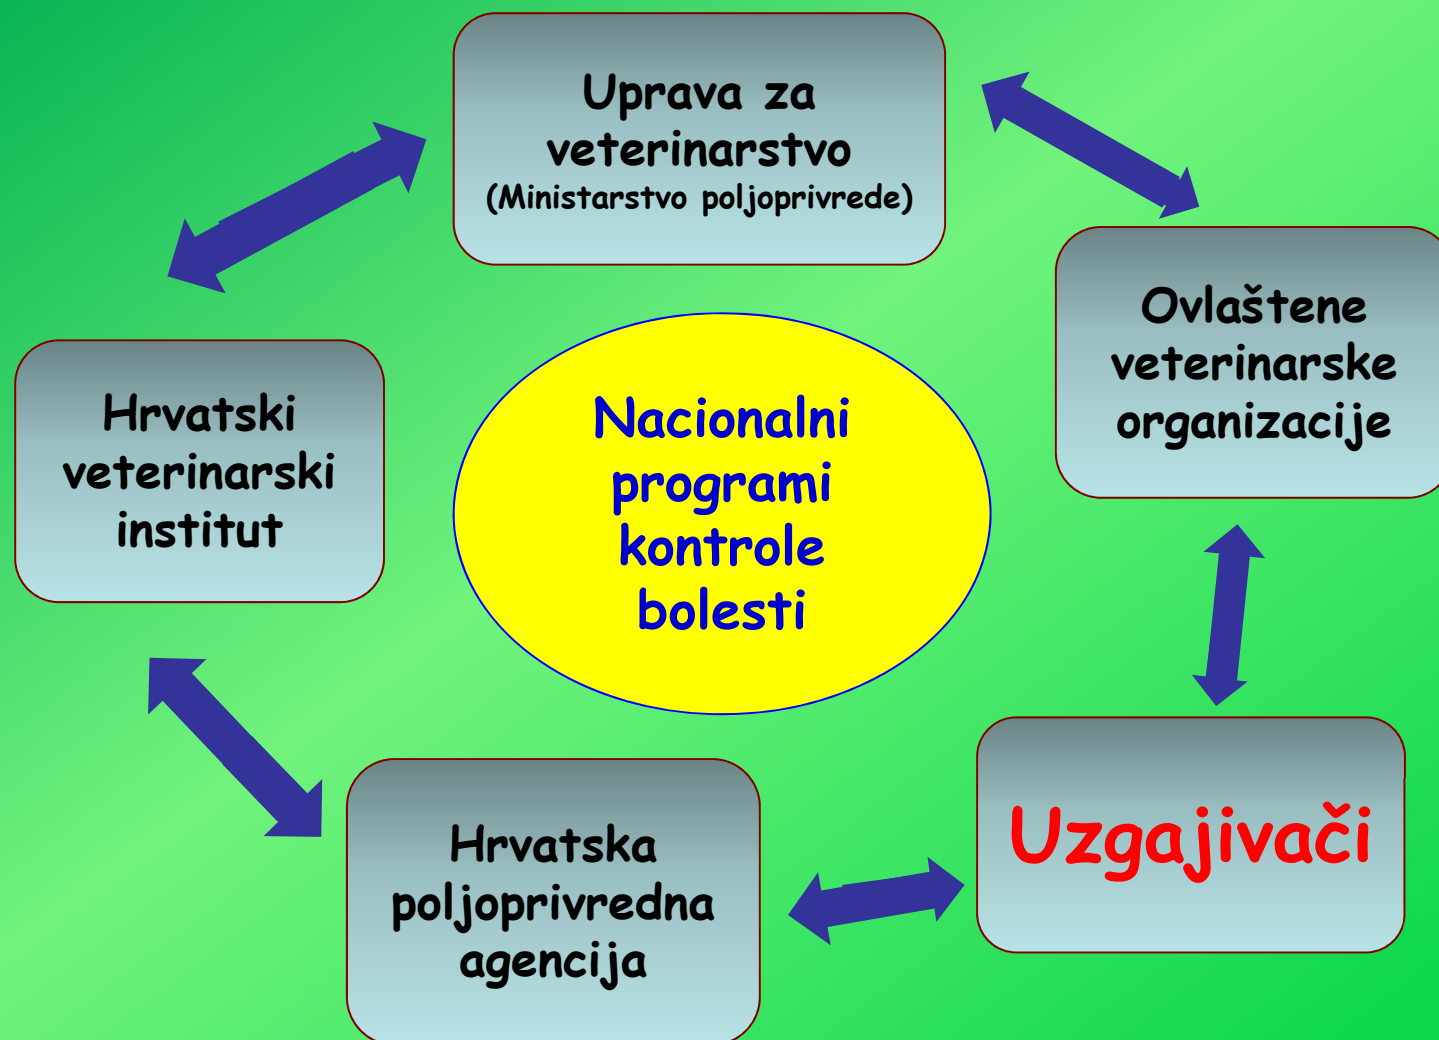 Uprava za
veterinarstvo
(Ministarstvo poljoprivrede)
Ovlaštene
veterinarske
organizacije
Hrvatski
veterinarski
institut
Nacionalni
programi
kontrole
bolesti
Uzgajivači
Hrvatska
poljoprivredna
agencija